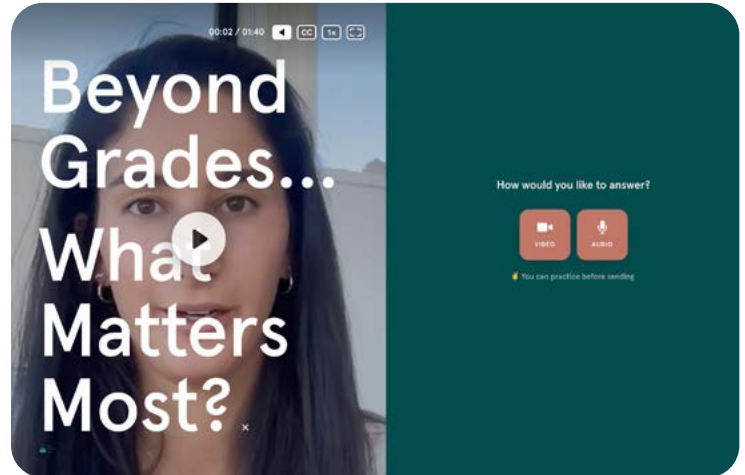 00:02 / 01:40 CC 1x
Beyond
Grades...
What
Matters
Most?
How would you like to answer?
VIDEO AUDIO
✌ You can practice before sending